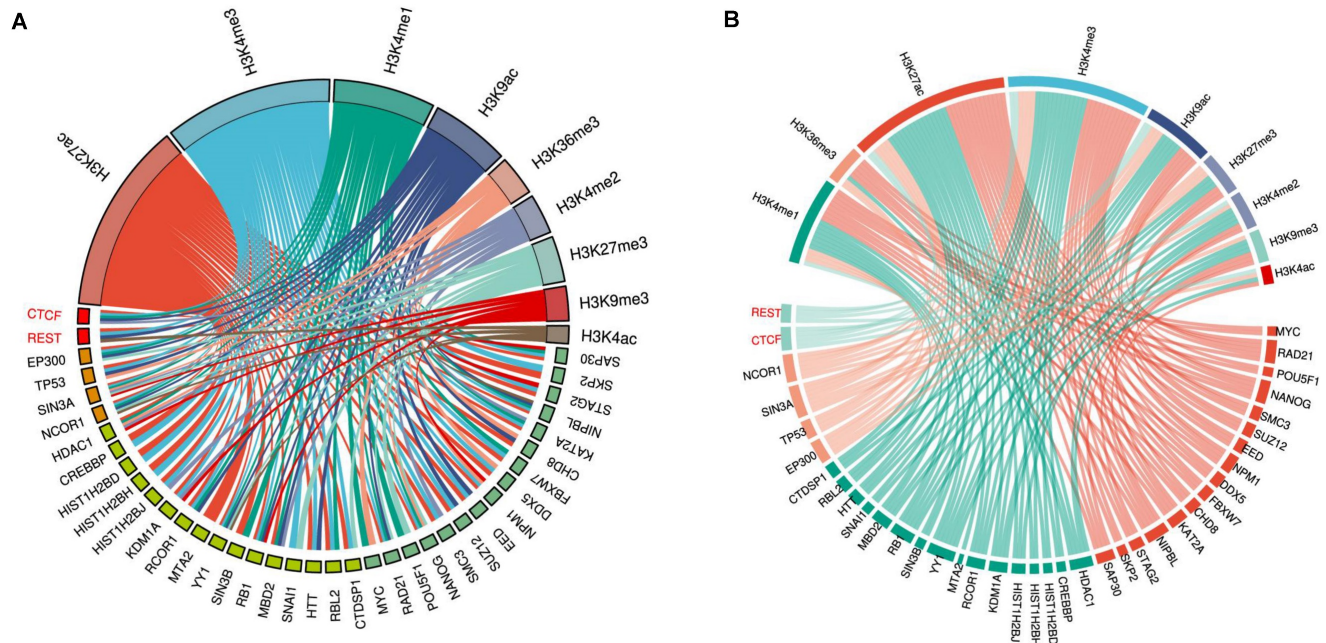 A
H3K27ac
H3K4me3
H3K4me1
H3K9ac
H3K36me3
H3K4me2
H3K27me3
H3K9me3
H3K4ac
SAP30
SKP2
STAG2
NIPBL
KAT2A
CHD8
FBXW7
DDX5
NPM1
EED
SUZ12
SMC3
NANOG
POU5F1
RAD21
MYC
CTDSP1
RBL2
HTT
SNAI1
MBD2
RB1
SIN3B
YY1
MTA2
RCOR1
KDM1A
HIST1H2BJ
HIST1H2BH
HIST1H2BD
CREBBP
HDAC1
NCOR1
SIN3A
TP53
EP300
REST
CTCF
B
H3K4me1
H3K36me3
H3K27ac
H3K4me3
H3K9ac
H3K27me3
H3K4me2
H3K9me3
H3K4ac
MYC
RAD21
POU5F1
NANOG
SMC3
SUZ12
EED
NPM1
DDX5
FBXW7
CHD8
KAT2A
NIPBL
STAG2
SKP2
SAP30
HDAC1
CREBBP
HIST1H2BD
HIST1H2BH
HIST1H2BJ
KDM1A
RCOR1
MTA2
YY1
SIN3B
RB1
MBD2
SNAI1
HTT
RBL2
CTDSP1
EP300
TP53
SIN3A
NCOR1
CTCF
REST